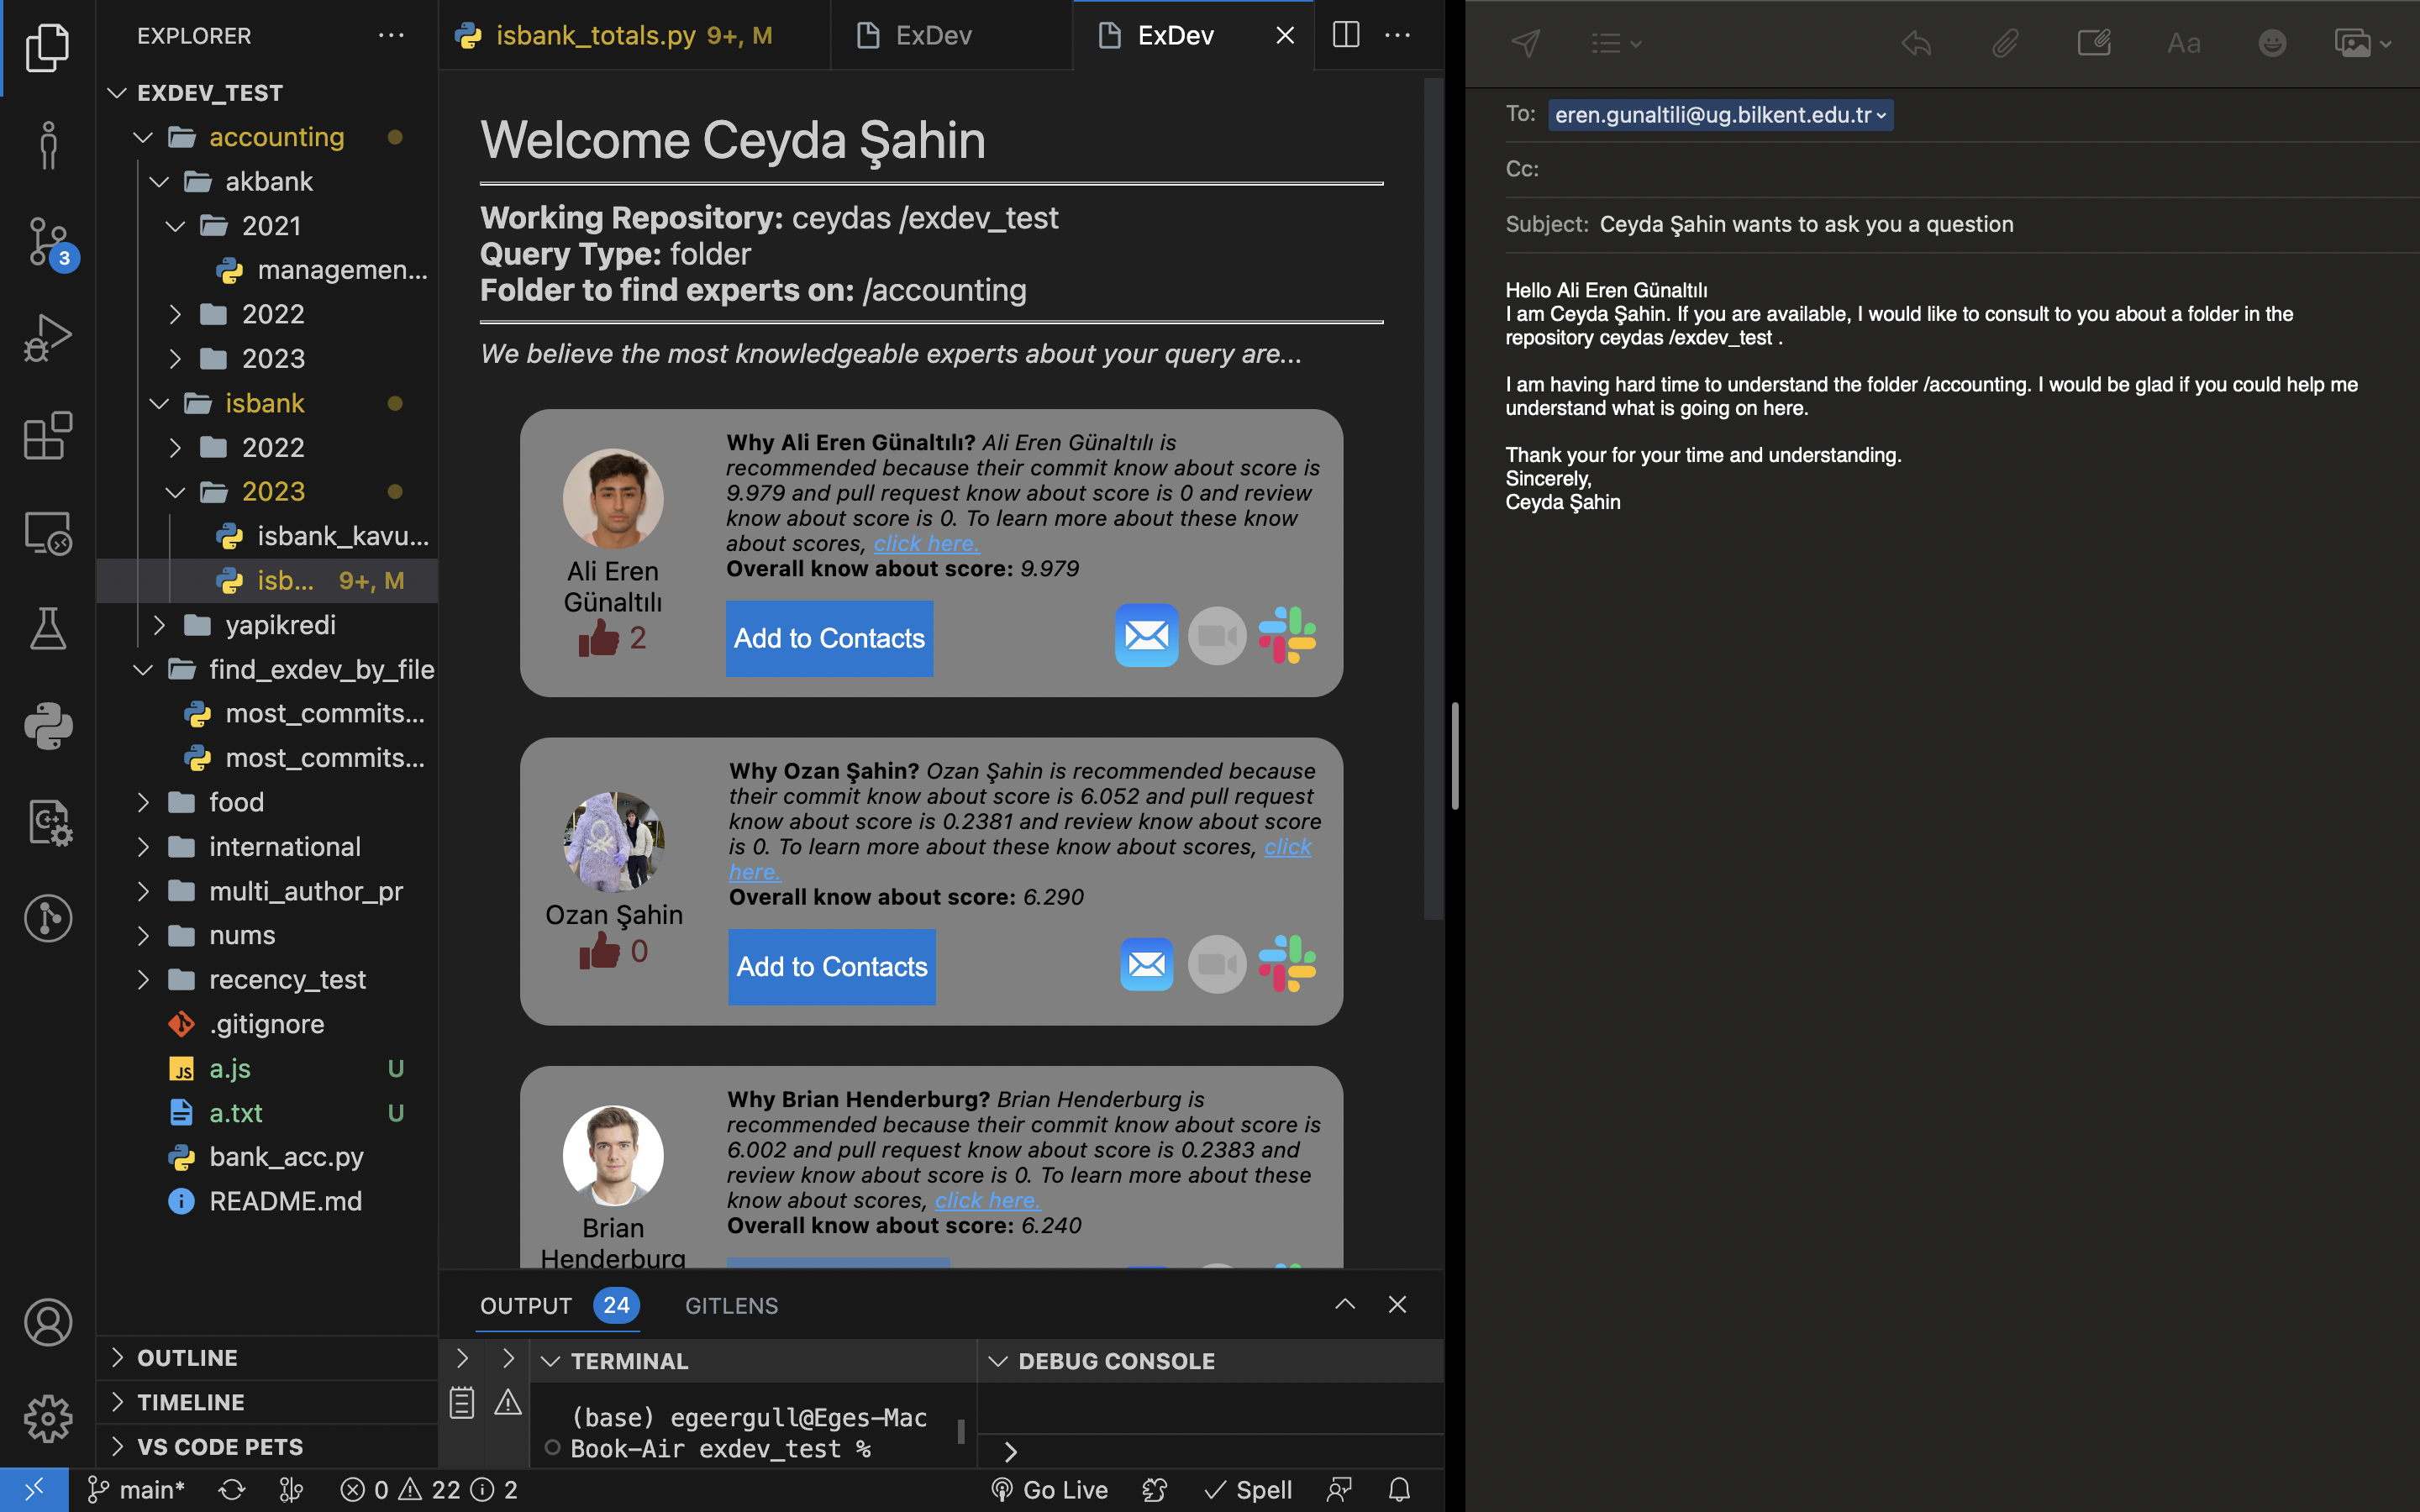 EXPLORER
EXDEV_TEST
accounting
akbank
2021
managemen...
2022
2023
isbank
2022
2023
isbank_kavu...
isb... 9+, M
yapikredi
find_exdev_by_file
most_commits...
most_commits...
food
international
multi_author_pr
nums
recency_test
.gitignore
JS a.js U
a.txt U
bank_acc.py
README.md
OUTLINE
TIMELINE
VS CODE PETS
3
isbank_totals.py 9+, M
ExDev
ExDev
Welcome Ceyda Şahin
Working Repository: ceydas /exdev_test
Query Type: folder
Folder to find experts on: /accounting
We believe the most knowledgeable experts about your query are...
Ali Eren
Günaltılı
2
Why Ali Eren Günaltılı? Ali Eren Günaltılı is
recommended because their commit know about score is
9.979 and pull request know about score is 0 and review
know about score is 0. To learn more about these know
about scores, click here.
Overall know about score: 9.979
Add to Contacts
Ozan Şahin
0
Why Ozan Şahin? Ozan Şahin is recommended because
their commit know about score is 6.052 and pull request
know about score is 0.2381 and review know about score
is 0. To learn more about these know about scores, click
here.
Overall know about score: 6.290
Add to Contacts
Brian
Henderburg
Why Brian Henderburg? Brian Henderburg is
recommended because their commit know about score is
6.002 and pull request know about score is 0.2383 and
review know about score is 0. To learn more about these
know about scores, click here.
Overall know about score: 6.240
OUTPUT 24 GITLENS
TERMINAL
(base) egeergull@Eges-Mac
Book-Air exdev_test %
DEBUG CONSOLE
main* 0 22 2 Go Live Spell
Aa
To: eren.gunaltili@ug.bilkent.edu.tr
Cc:
Subject: Ceyda Şahin wants to ask you a question
Hello Ali Eren Günaltılı
I am Ceyda Şahin. If you are available, I would like to consult to you about a folder in the
repository ceydas /exdev_test .
I am having hard time to understand the folder /accounting. I would be glad if you could help me
understand what is going on here.
Thank your for your time and understanding.
Sincerely,
Ceyda Şahin